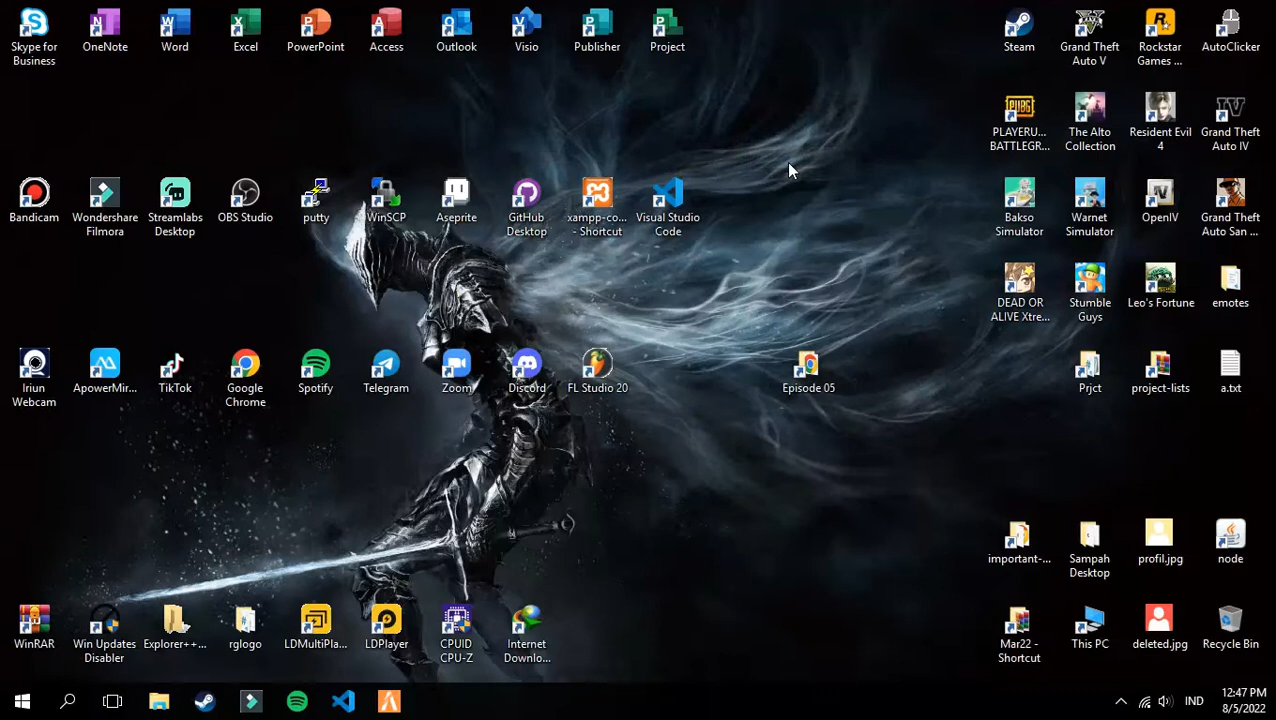 Skype for
Business
OneNote
Word
Excel
PowerPoint
Access
Outlook
Visio
Publisher
Project
Steam
Grand Theft
Auto V
Rockstar
Games ...
AutoClicker
PUBG
PLAYERU...
BATTLEGR...
The Alto
Collection
Resident Evil
4
IV
Grand Theft
Auto IV
Bandicam
Wondershare
Filmora
Streamlabs
Desktop
OBS Studio
putty
WinSCP
Aseprite
GitHub
Desktop
xampp-co...
- Shortcut
Visual Studio
Code
Bakso
Simulator
Warnet
Simulator
OpenIV
Grand Theft
Auto San ...
DEAD OR
ALIVE Xtre...
Stumble
Guys
Leo's Fortune
emotes
Iriun
Webcam
ApowerMir...
TikTok
Google
Chrome
Spotify
Telegram
Zoom
Discord
FL Studio 20
Episode 05
Prjct
project-lists
a.txt
important-...
Sampah
Desktop
profil.jpg
node
WinRAR
Win Updates
Disabler
Explorer++...
rglogo
LDMultiPla...
LDPlayer
CPUID
CPU-Z
Internet
Downlo...
Mar22 -
Shortcut
This PC
deleted.jpg
Recycle Bin
IND
12:47 PM
8/5/2022